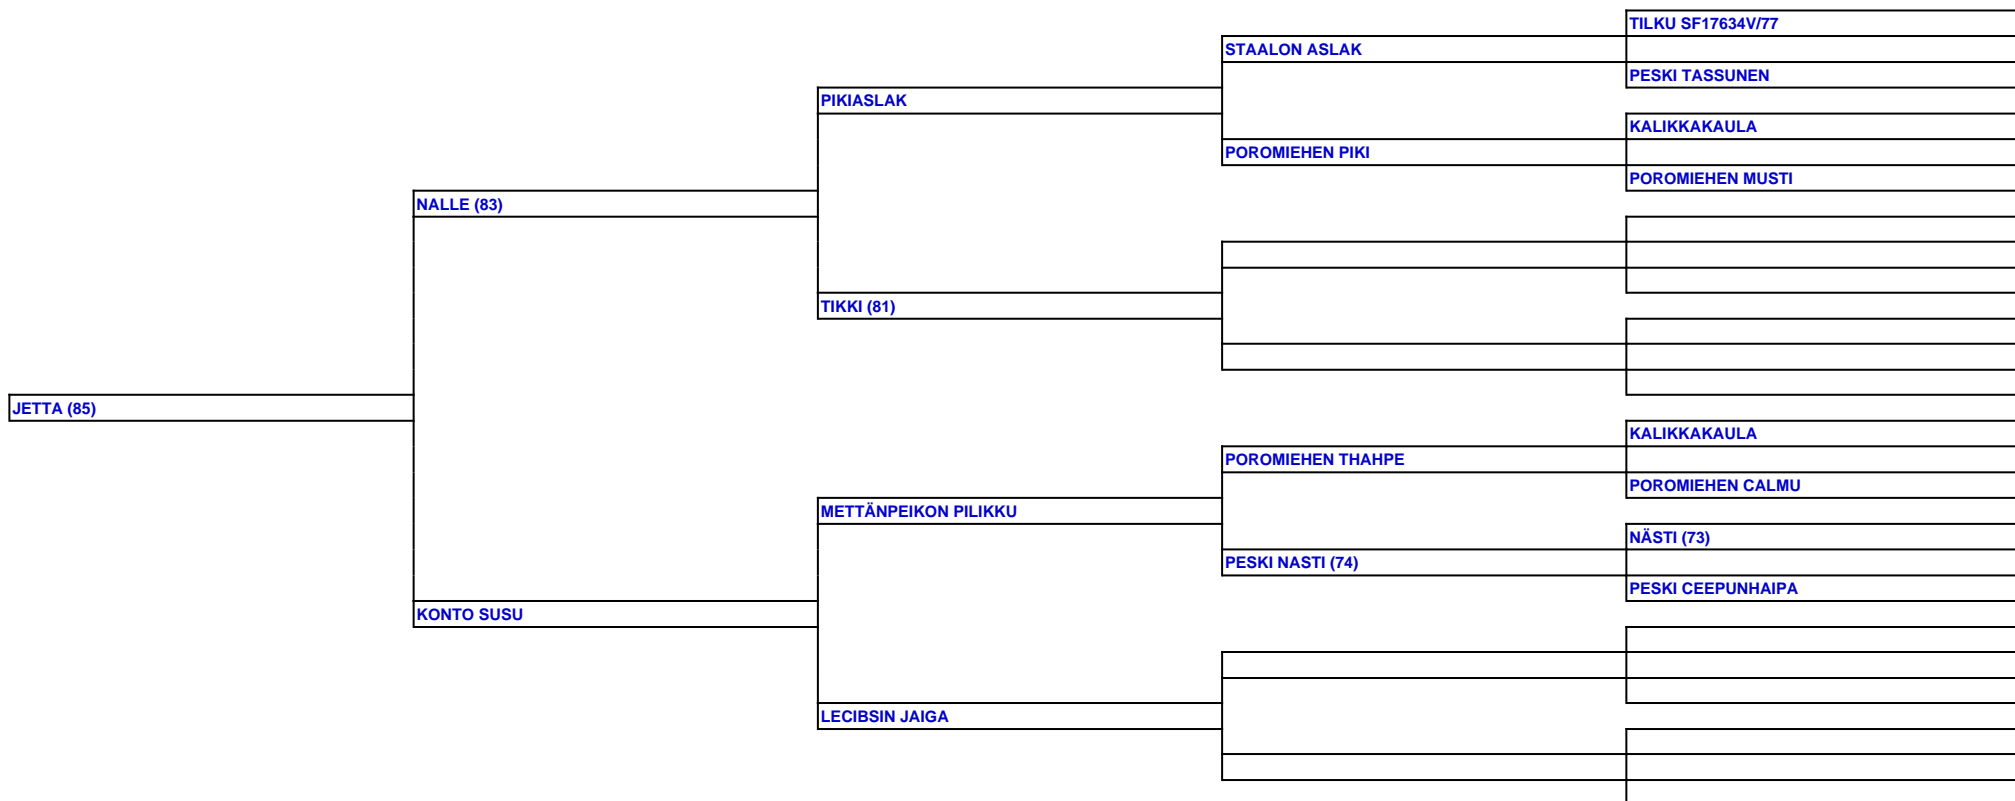 TILKU SF17634V/77
STAALON ASLAK
PESKI TASSUNEN
PIKIASLAK
KALIKKAKAULA
POROMIEHEN PIKI
POROMIEHEN MUSTI
NALLE (83)
TIKKI (81)
JETTA (85)
KALIKKAKAULA
POROMIEHEN THAHPE
POROMIEHEN CALMU
METTÄNPEIKON PILIKKU
NÄSTI (73)
PESKI NASTI (74)
PESKI CEEPUNHAIPA
KONTO SUSU
LECIBSIN JAIGA